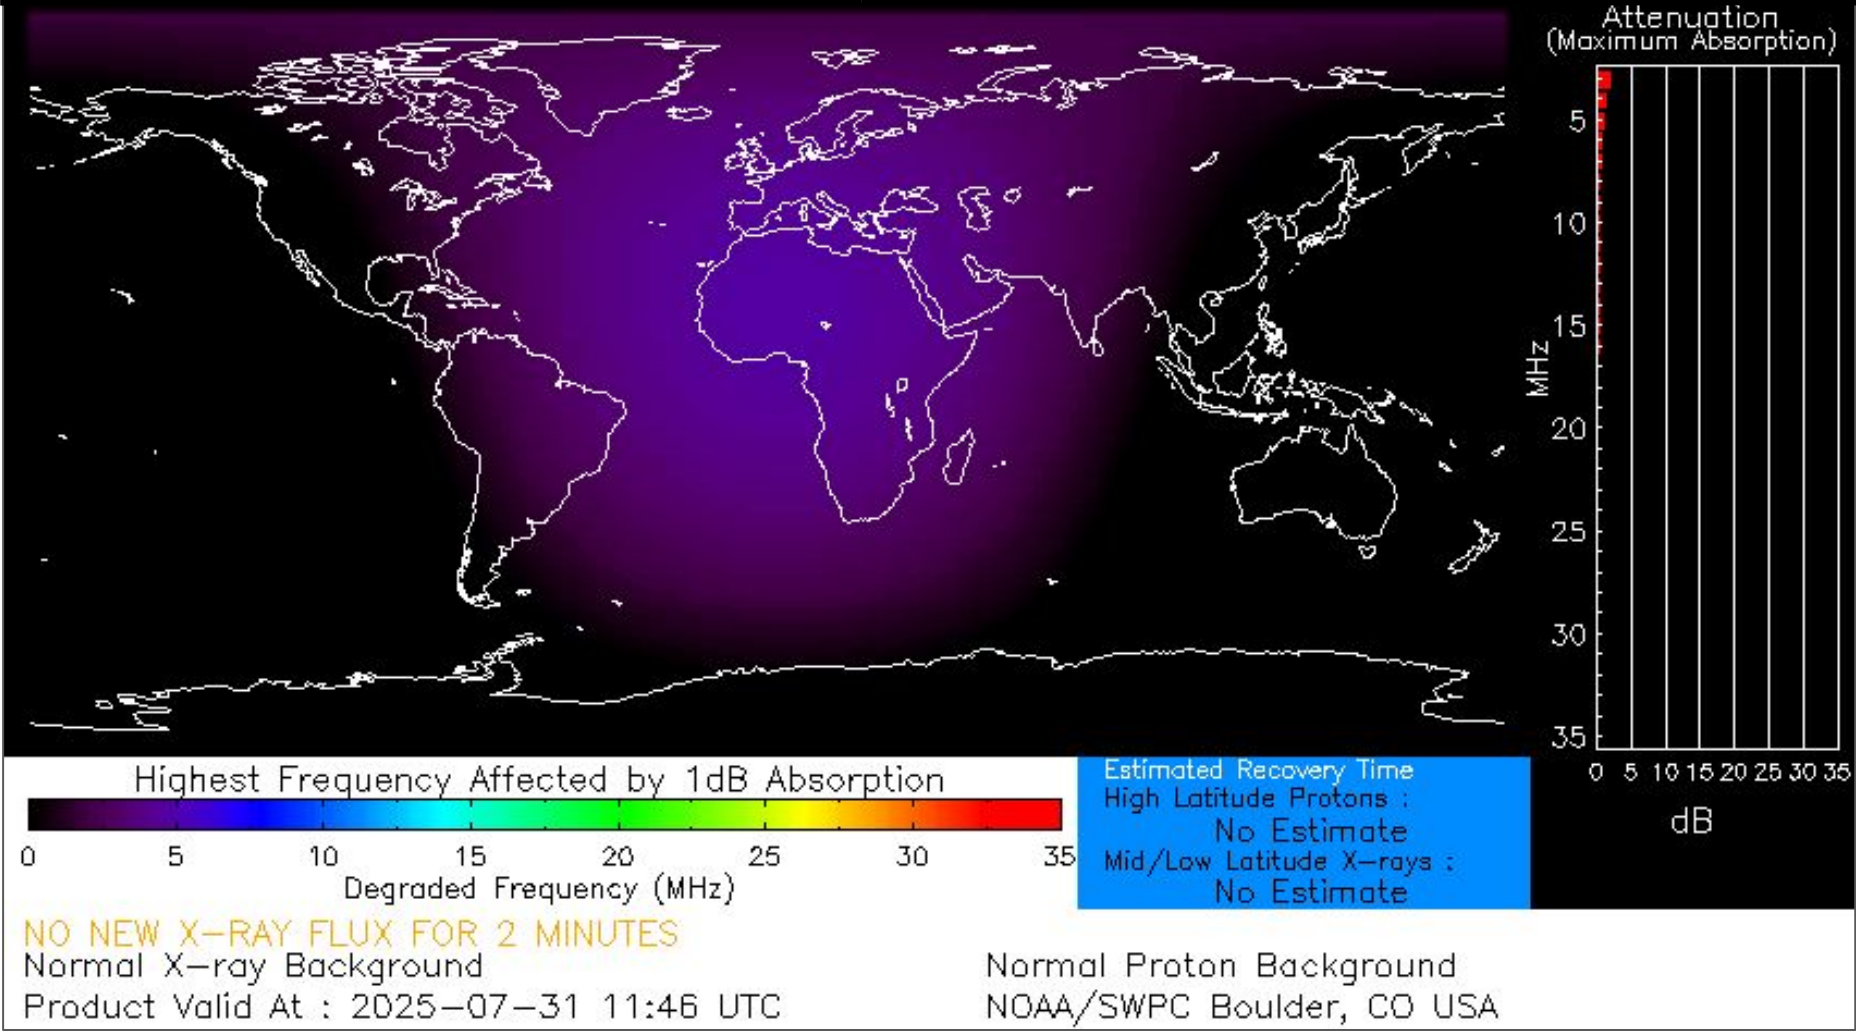 Attenuation
(Maximum Absorption)
5
10
15
20
25
30
35
MHz
0 5 10 15 20 25 30 35
dB
Highest Frequency Affected by 1dB Absorption
0 5 10 15 20 25 30 35
Degraded Frequency (MHz)
Estimated Recovery Time
High Latitude Protons :
No Estimate
Mid/Low Latitude X-rays :
No Estimate
NO NEW X-RAY FLUX FOR 2 MINUTES
Normal X-ray Background
Product Valid At : 2025-07-31 11:46 UTC
Normal Proton Background
NOAA/SWPC Boulder, CO USA